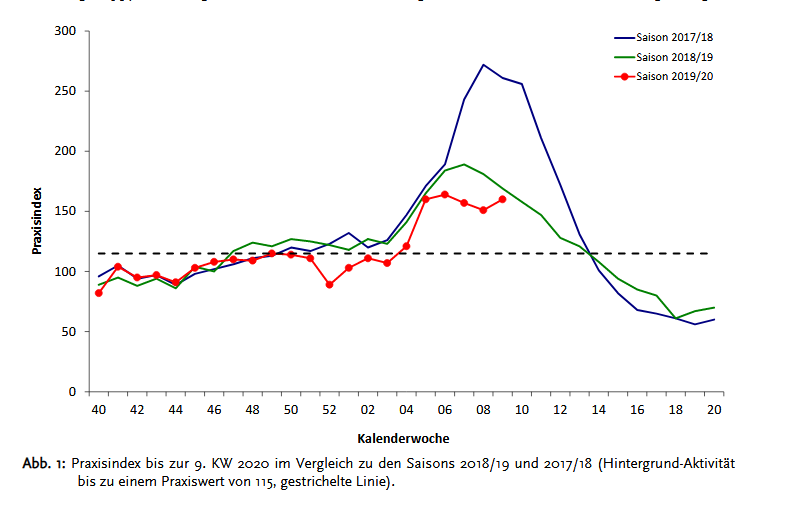 300
250
200
150
100
50
0
Praxisindex
Saison 2017/18
Saison 2018/19
Saison 2019/20
40 42 44 46 48 50 52 02 04 06 08 10 12 14 16 18 20
Kalenderwoche
Abb. 1: Praxisindex bis zur 9. KW 2020 im Vergleich zu den Saisons 2018/19 und 2017/18 (Hintergrund-Aktivität
bis zu einem Praxiswert von 115, gestrichelte Linie).